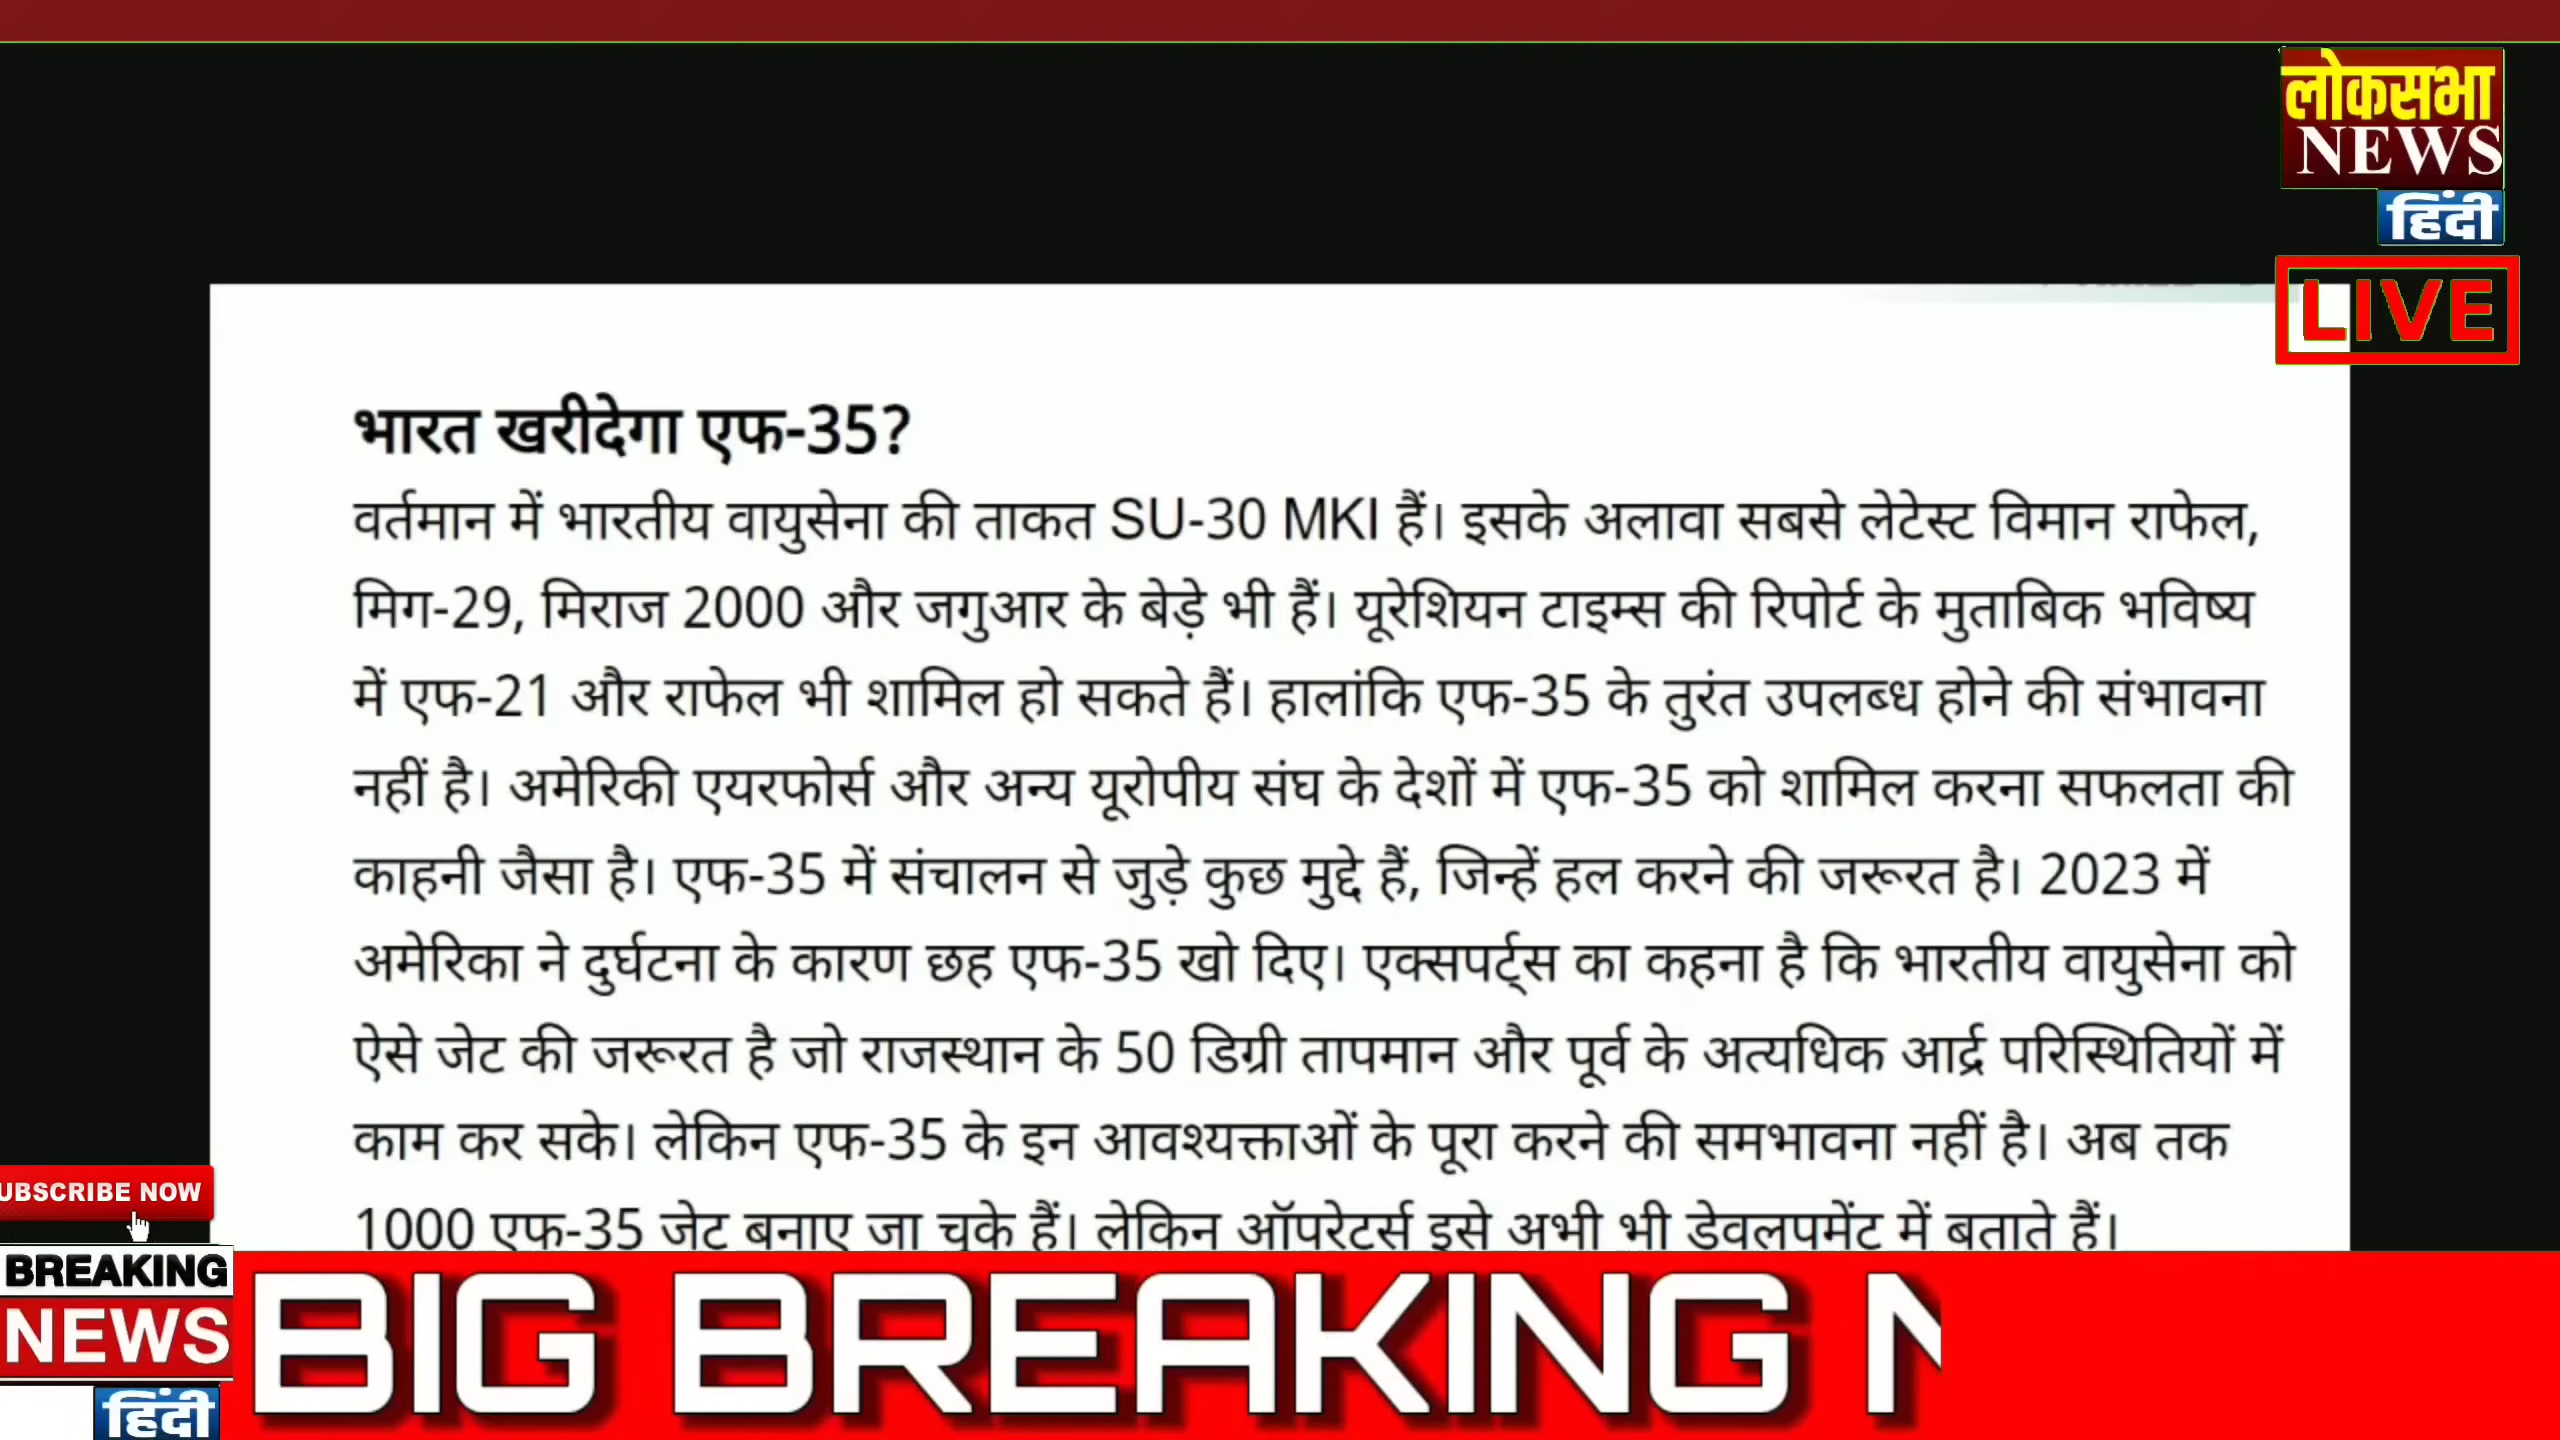 लोकसभा
NEWS
हिंदी
LIVE
भारत खरीदेगा एफ-35?
वर्तमान में भारतीय वायुसेना की ताकत SU-30 MKI हैं। इसके अलावा सबसे लेटेस्ट विमान राफेल,
मिग-29, मिराज 2000 और जगुआर के बेड़े भी हैं। यूरेशियन टाइम्स की रिपोर्ट के मुताबिक भविष्य
में एफ-21 और राफेल भी शामिल हो सकते हैं। हालांकि एफ-35 के तुरंत उपलब्ध होने की संभावना
नहीं है। अमेरिकी एयरफोर्स और अन्य यूरोपीय संघ के देशों में एफ-35 को शामिल करना सफलता की
काहनी जैसा है। एफ-35 में संचालन से जुड़े कुछ मुद्दे हैं, जिन्हें हल करने की जरूरत है। 2023 में
अमेरिका ने दुर्घटना के कारण छह एफ-35 खो दिए। एक्सपर्ट्स का कहना है कि भारतीय वायुसेना को
ऐसे जेट की जरूरत है जो राजस्थान के 50 डिग्री तापमान और पूर्व के अत्यधिक आर्द्र परिस्थितियों में
काम कर सके। लेकिन एफ-35 के इन आवश्यक्ताओं के पूरा करने की समभावना नहीं है। अब तक
1000 एफ-35 जेट बनाए जा चुके हैं। लेकिन ऑपरेटर्स इसे अभी भी डेवलपमेंट में बताते हैं।
UBSCRIBE NOW
BREAKING
NEWS
हिंदी
BIG BREAKING N